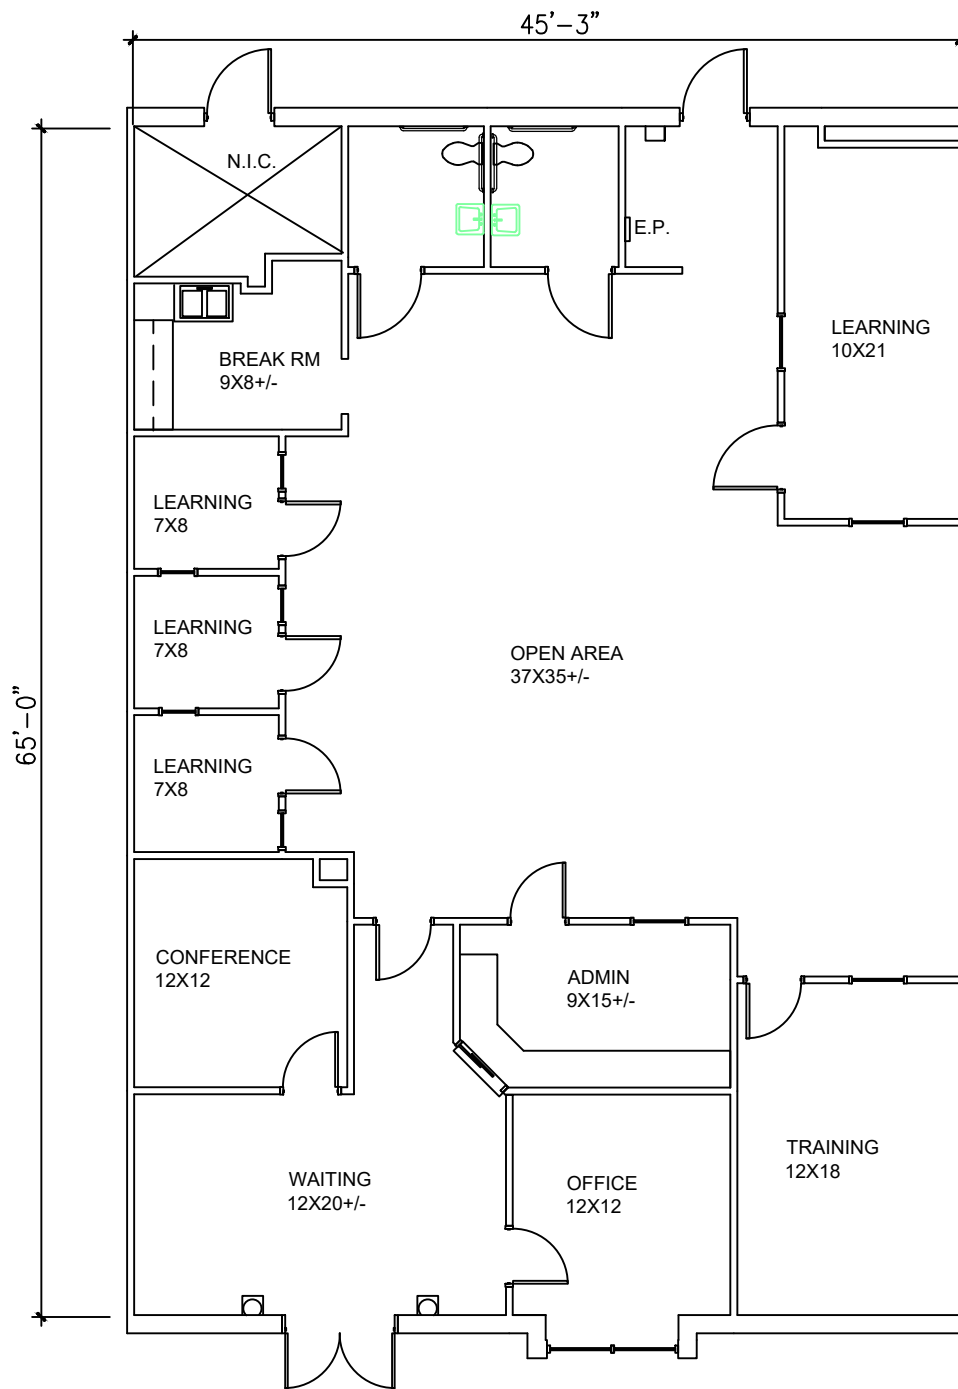 45'-3"
N.I.C.
E.P.
LEARNING
10X21
BREAK RM
9X8+/-
LEARNING
7X8
LEARNING
7X8
OPEN AREA
37X35+/-
65'-0"
LEARNING
7X8
CONFERENCE
12X12
ADMIN
9X15+/-
TRAINING
12X18
WAITING
12X20+/-
OFFICE
12X12